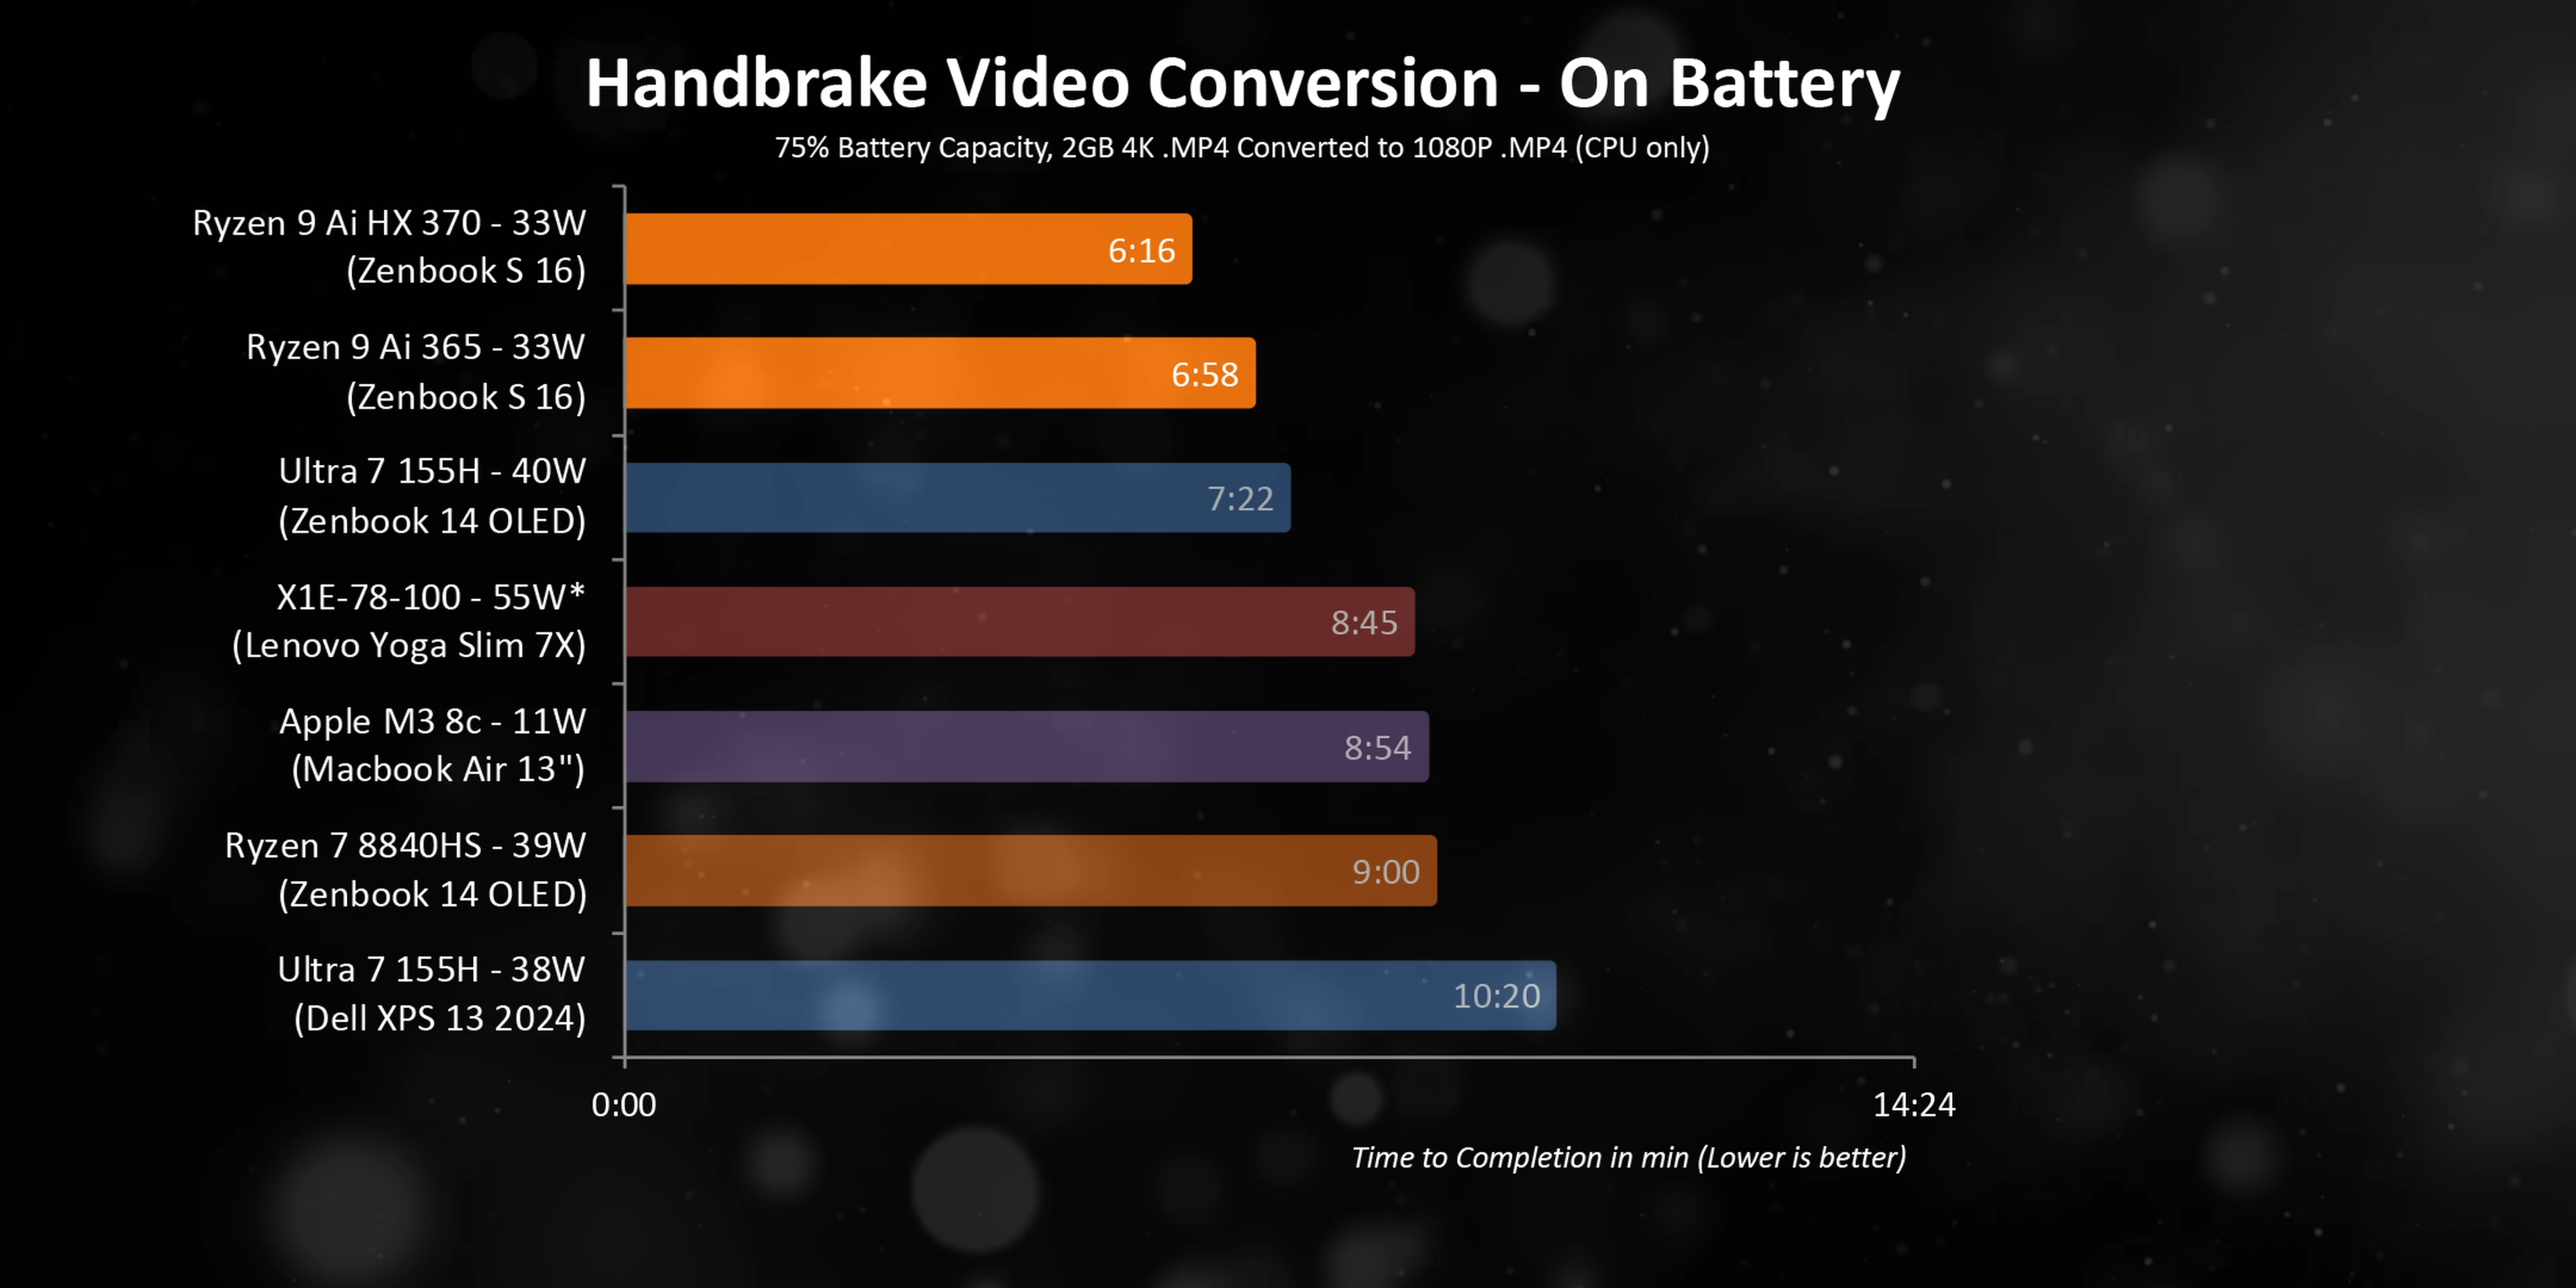 Handbrake Video Conversion - On Battery
75% Battery Capacity, 2GB 4K .MP4 Converted to 1080P .MP4 (CPU only)
Ryzen 9 Ai HX 370 - 33W
(Zenbook S 16)
6:16
Ryzen 9 Ai 365 - 33W
(Zenbook S 16)
6:58
Ultra 7 155H - 40W
(Zenbook 14 OLED)
7:22
X1E-78-100 - 55W*
(Lenovo Yoga Slim 7X)
8:45
Apple M3 8c - 11W
(Macbook Air 13")
8:54
Ryzen 7 8840HS - 39W
(Zenbook 14 OLED)
9:00
Ultra 7 155H - 38W
(Dell XPS 13 2024)
10:20
0:00
14:24
Time to Completion in min (Lower is better)